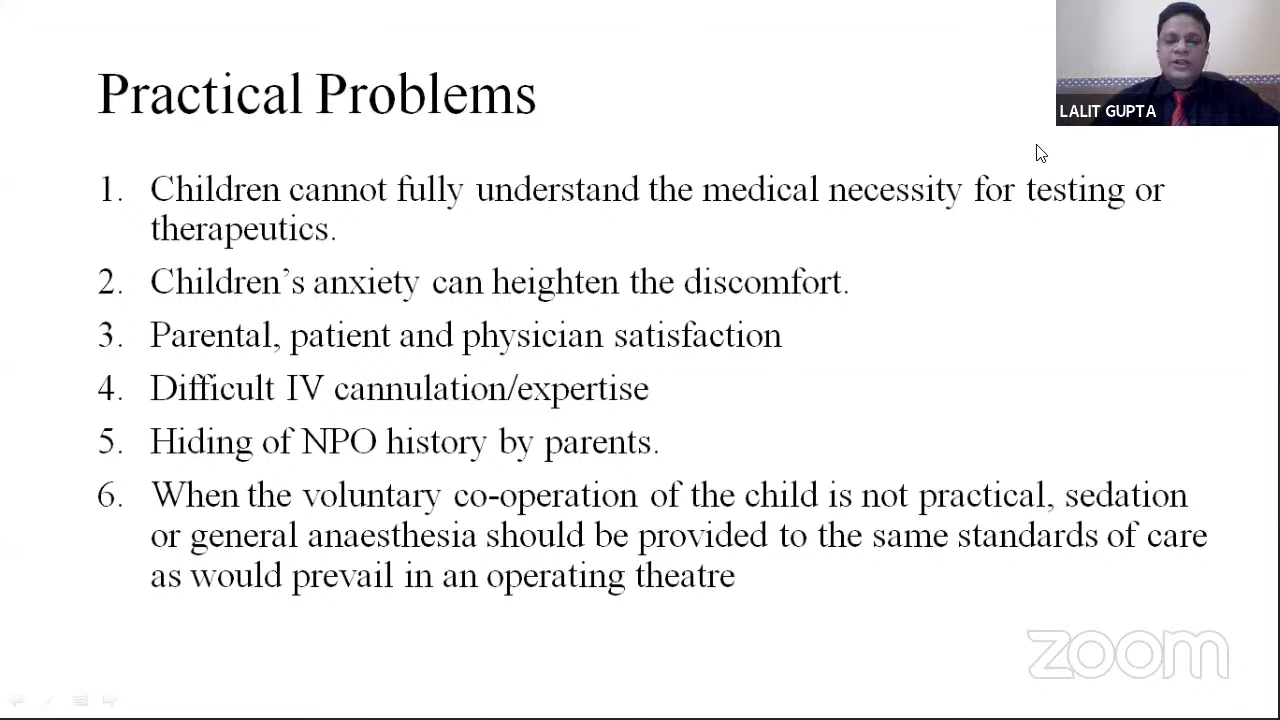 Practical Problems
LALIT GUPTA
1. Children cannot fully understand the medical necessity for testing or
therapeutics.
2. Children’s anxiety can heighten the discomfort.
3. Parental, patient and physician satisfaction
4. Difficult IV cannulation/expertise
5. Hiding of NPO history by parents.
6. When the voluntary co-operation of the child is not practical, sedation
or general anaesthesia should be provided to the same standards of care
as would prevail in an operating theatre
zoom